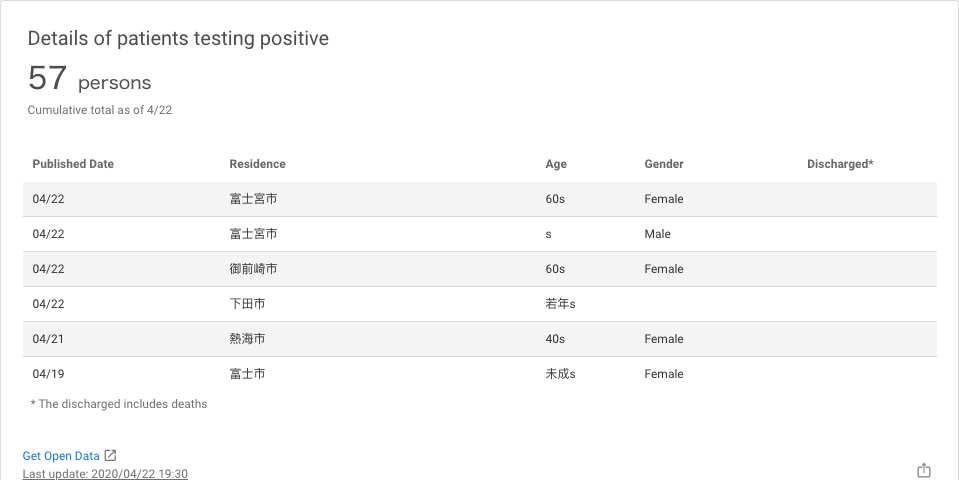 Details of patients testing positive
57 persons
Cumulative total as of 4/22
Published Date Residence Age Gender Discharged*
04/22 富士宮市 60s Female
04/22 富士宮市 s Male
04/22 御前崎市 60s Female
04/22 下田市 若年s
04/21 熱海市 40s Female
04/19 富士市 未成s Female
* The discharged includes deaths
Get Open Data
Last update: 2020/04/22 19:30